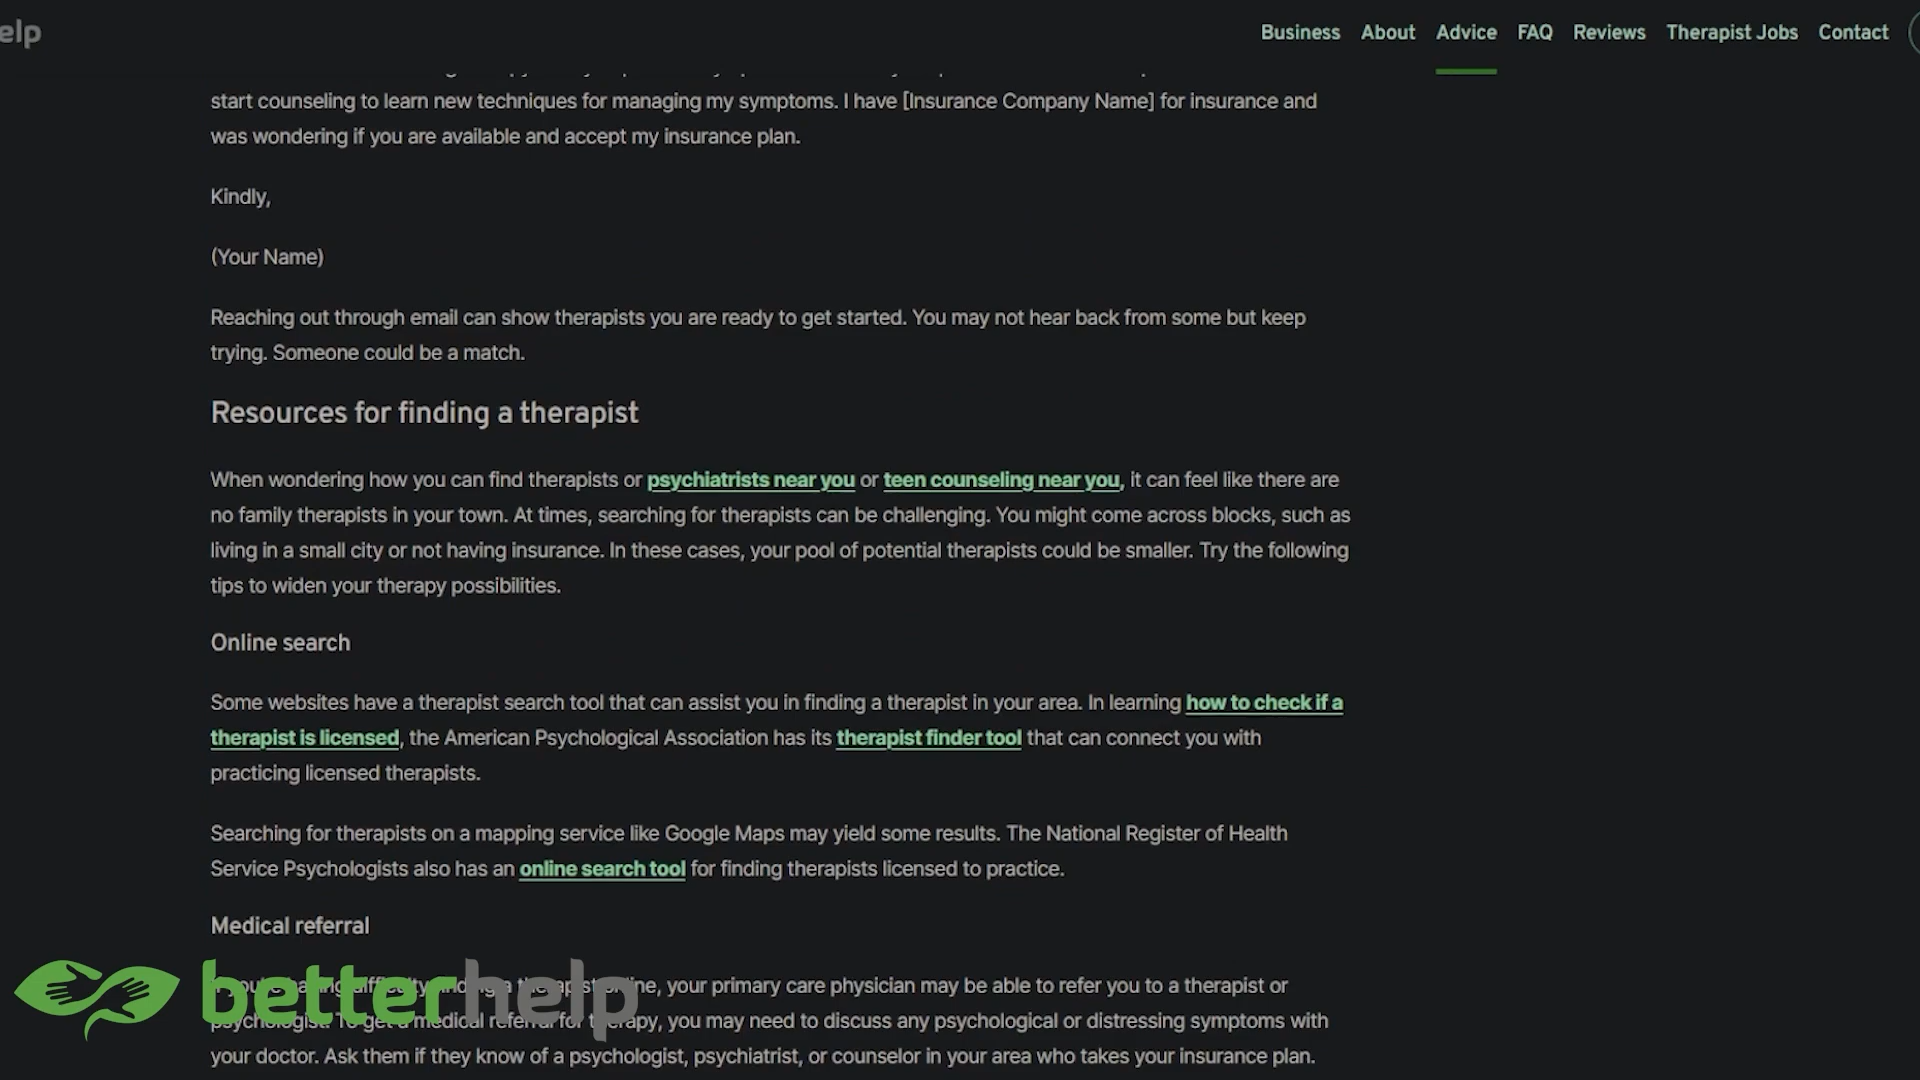 elp
Business About Advice FAQ Reviews Therapist Jobs Contact
start counseling to learn new techniques for managing my symptoms. I have [Insurance Company Name] for insurance and
was wondering if you are available and accept my insurance plan.
Kindly,
(Your Name)
Reaching out through email can show therapists you are ready to get started. You may not hear back from some but keep
trying. Someone could be a match.
Resources for finding a therapist
When wondering how you can find therapists or psychiatrists near you or teen counseling near you, it can feel like there are
no family therapists in your town. At times, searching for therapists can be challenging. You might come across blocks, such as
living in a small city or not having insurance. In these cases, your pool of potential therapists could be smaller. Try the following
tips to widen your therapy possibilities.
Online search
Some websites have a therapist search tool that can assist you in finding a therapist in your area. In learning how to check if a
therapist is licensed, the American Psychological Association has its therapist finder tool that can connect you with
practicing licensed therapists.
Searching for therapists on a mapping service like Google Maps may yield some results. The National Register of Health
Service Psychologists also has an online search tool for finding therapists licensed to practice.
Medical referral
betterhelp
your primary care physician may be able to refer you to a therapist or
psychologist. To get a medical referral for therapy, you may need to discuss any psychological or distressing symptoms with
your doctor. Ask them if they know of a psychologist, psychiatrist, or counselor in your area who takes your insurance plan.